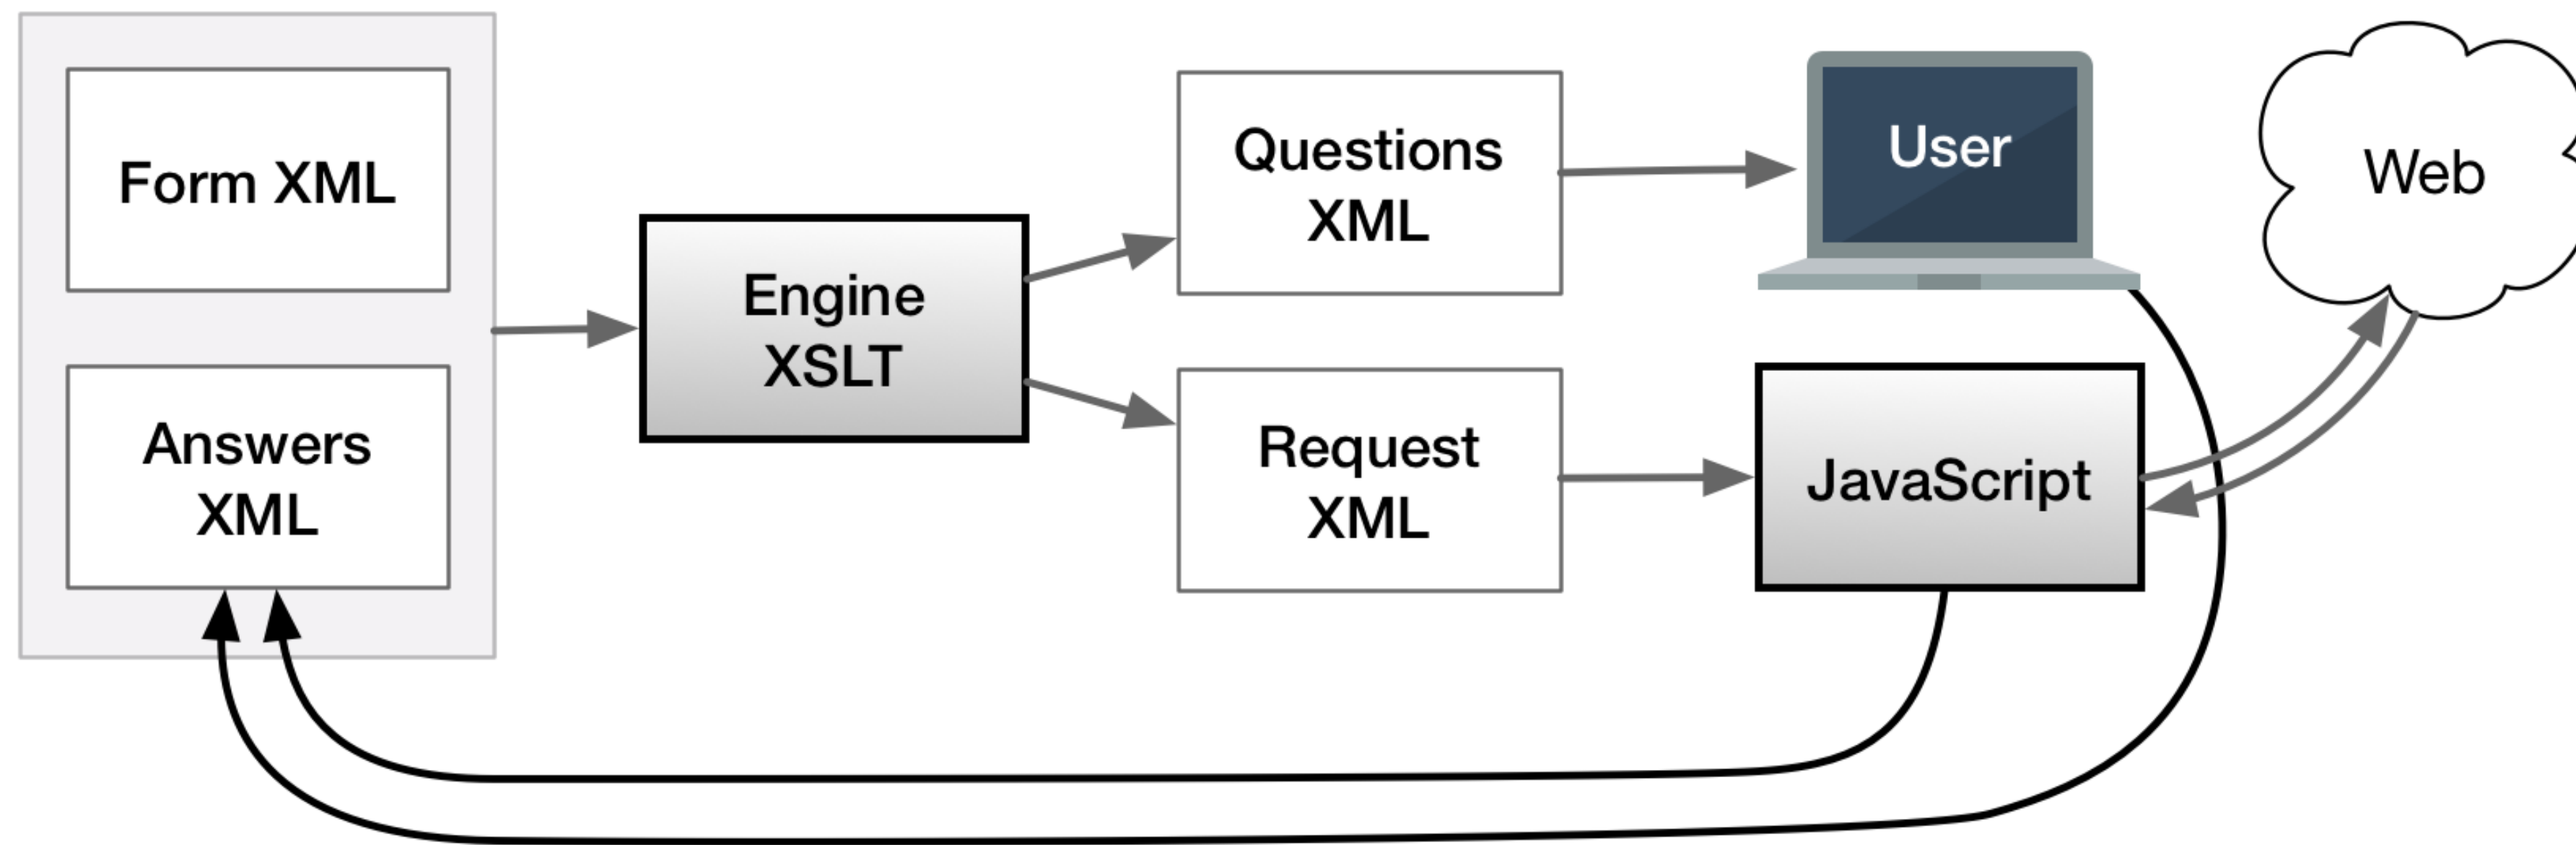 Form XML
Answers
XML
Engine
XSLT
Questions
XML
Request
XML
User
JavaScript
Web